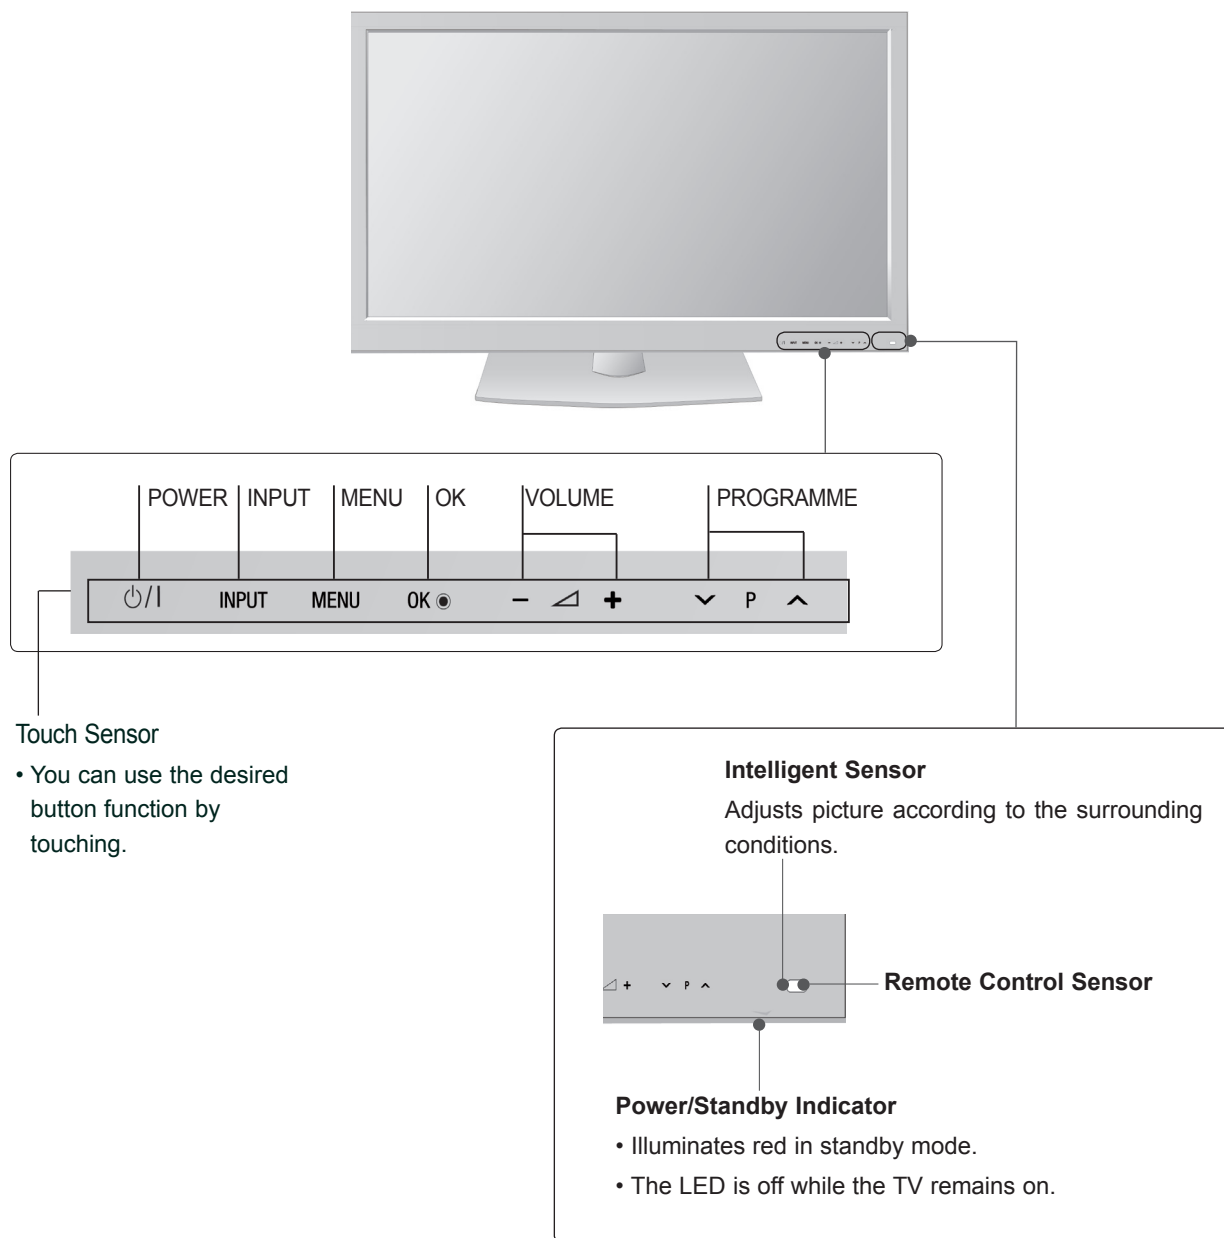 POWER INPUT MENU OK VOLUME PROGRAMME
⏻/I INPUT MENU OK ◉ - ⊿ + ⌄ P ⌃
Touch Sensor
• You can use the desired
button function by
touching.
Intelligent Sensor
Adjusts picture according to the surrounding
conditions.
⊿ + ⌄ P ⌃
Remote Control Sensor
Power/Standby Indicator
• Illuminates red in standby mode.
• The LED is off while the TV remains on.